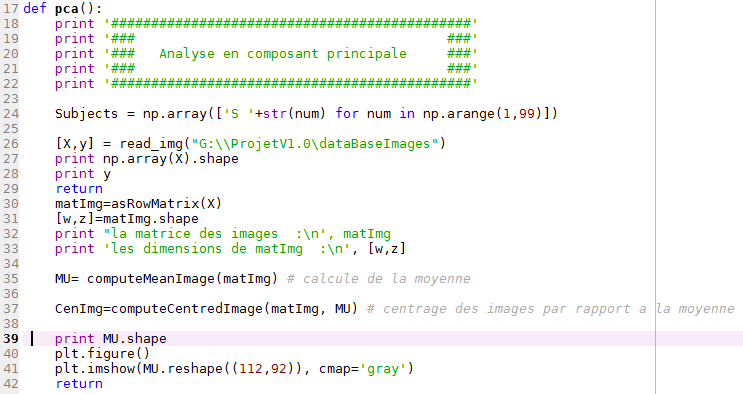 17 def pca():
18     print '#############################################'
19     print '###                                       ###'
20     print '###   Analyse en composant principale     ###'
21     print '###                                       ###'
22     print '#############################################'
23
24     Subjects = np.array(['S '+str(num) for num in np.arange(1,99)])
25
26     [X,y] = read_img("G:\\ProjetV1.0\dataBaseImages")
27     print np.array(X).shape
28     print y
29     return
30     matImg=asRowMatrix(X)
31     [w,z]=matImg.shape
32     print "la matrice des images  :\n", matImg
33     print 'les dimensions de matImg  :\n', [w,z]
34
35     MU= computeMeanImage(matImg) # calcule de la moyenne
36
37     CenImg=computeCentredImage(matImg, MU) # centrage des images par rapport a la moyenne
38
39     print MU.shape
40     plt.figure()
41     plt.imshow(MU.reshape((112,92)), cmap='gray')
42     return